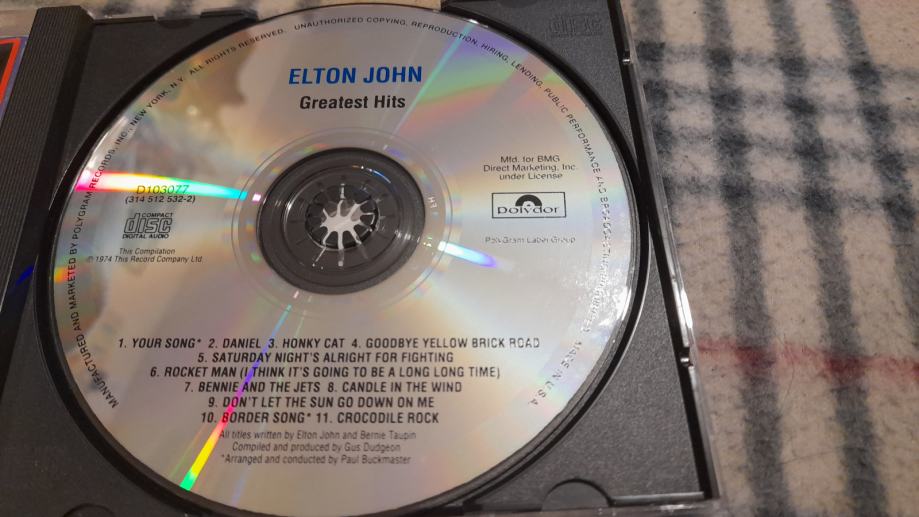 ELTON JOHN
Greatest Hits
D103077
(314 512 532-2)
COMPACT
disc
DIGITAL AUDIO
This Compilation
℗ 1974 This Record Company Ltd.
Mfd. for BMG
Direct Marketing, Inc.
under License
Polydor
PolyGram Label Group
1. YOUR SONG* 2. DANIEL 3. HONKY CAT 4. GOODBYE YELLOW BRICK ROAD
5. SATURDAY NIGHT'S ALRIGHT FOR FIGHTING
6. ROCKET MAN (I THINK IT'S GOING TO BE A LONG LONG TIME)
7. BENNIE AND THE JETS 8. CANDLE IN THE WIND
9. DON'T LET THE SUN GO DOWN ON ME
10. BORDER SONG* 11. CROCODILE ROCK
All titles written by Elton John and Bernie Taupin
Compiled and produced by Gus Dudgeon
*Arranged and conducted by Paul Buckmaster
MANUFACTURED AND MARKETED BY POLYGRAM RECORDS, INC., NEW YORK, N.Y. ALL RIGHTS RESERVED. UNAUTHORIZED COPYING, REPRODUCTION, HIRING, LENDING, PUBLIC PERFORMANCE AND BROADCASTING PROHIBITED. MADE IN U.S.A.
disc